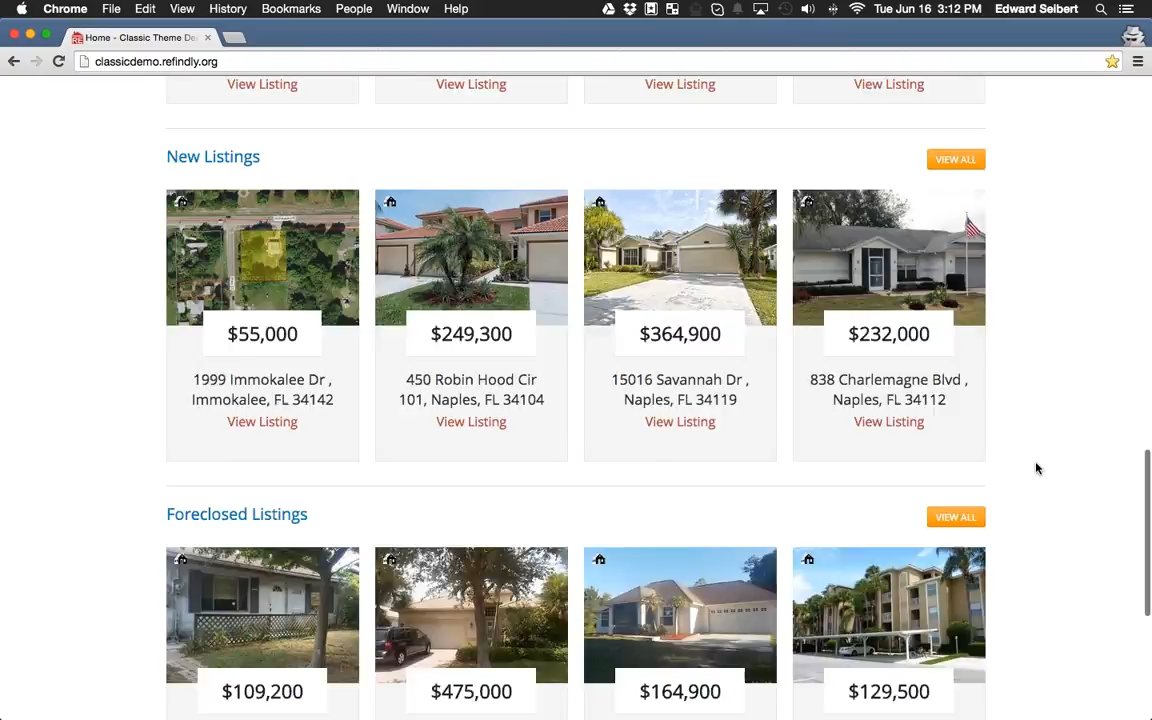 Chrome File Edit View History Bookmarks People Window Help Tue Jun 16 3:12 PM Edward Seibert
Home - Classic Theme De
classicdemo.refindly.org
View Listing View Listing View Listing View Listing
New Listings VIEW ALL
$55,000 $249,300 $364,900 $232,000
1999 Immokalee Dr , 450 Robin Hood Cir 15016 Savannah Dr , 838 Charlemagne Blvd ,
Immokalee, FL 34142 101, Naples, FL 34104 Naples, FL 34119 Naples, FL 34112
View Listing View Listing View Listing View Listing
Foreclosed Listings VIEW ALL
$109,200 $475,000 $164,900 $129,500